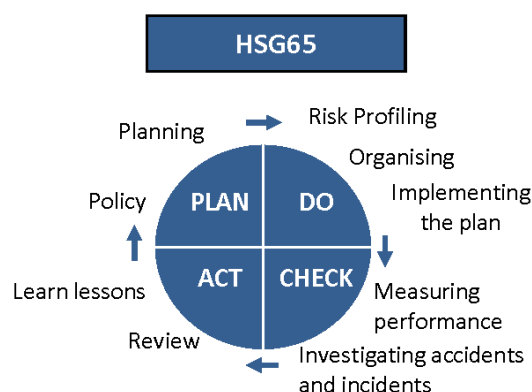 HSG65
Planning
Risk Profiling
Organising
Policy
PLAN
DO
Implementing
the plan
Learn lessons
ACT
CHECK
Measuring
performance
Review
Investigating accidents
and incidents